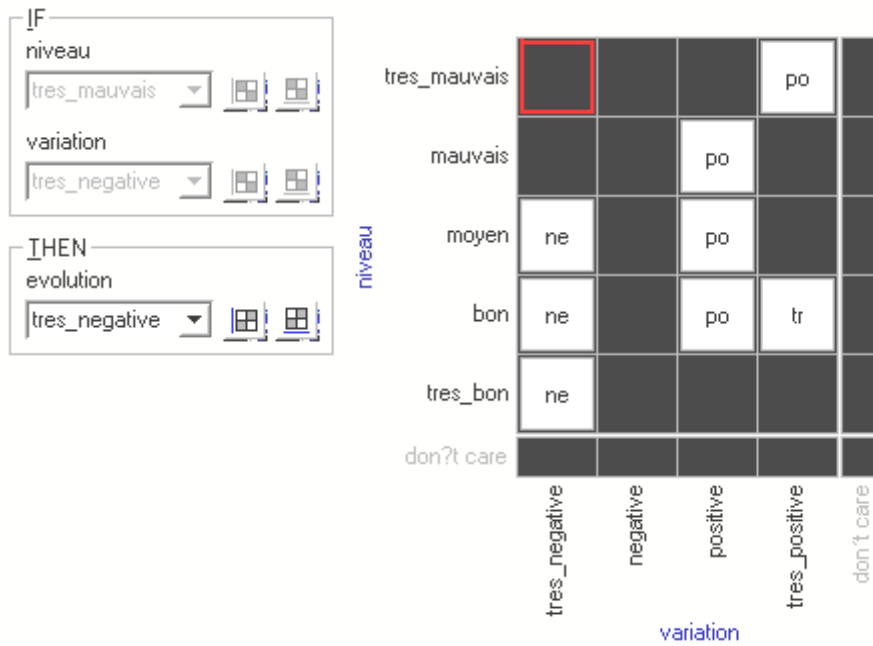 IF
niveau
tres_mauvais
variation
tres_negative
THEN
evolution
tres_negative
niveau
tres_mauvais po
mauvais po
moyen ne po
bon ne po tr
tres_bon ne
don?t care
tres_negative negative positive tres_positive don´t care
variation